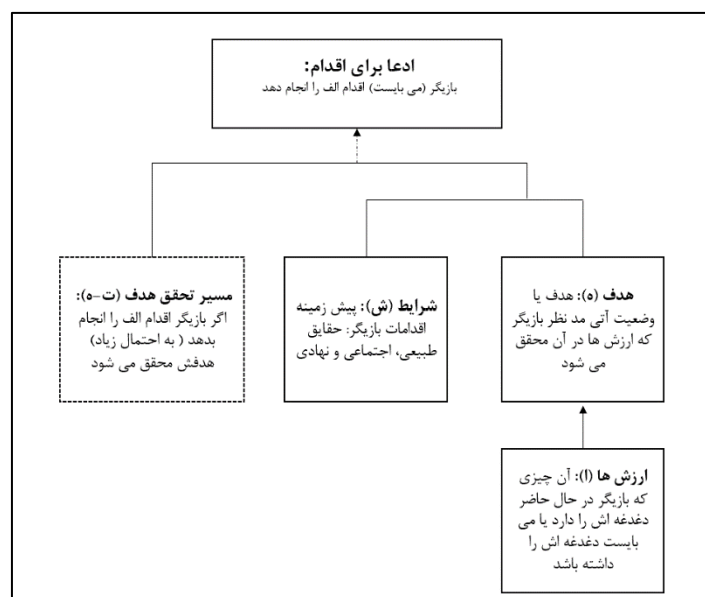 ادعا برای اقدام:
بازیگر (می بایست) اقدام الف را انجام دهد
هدف (ه): هدف یا
وضعیت آتی مد نظر بازیگر
که ارزش ها در آن محقق
می شود
شرایط (ش): پیش زمینه
اقدامات بازیگر: حقایق
طبیعی، اجتماعی و نهادی
مسیر تحقق هدف (ت-ه):
اگر بازیگر اقدام الف را انجام
بدهد ( به احتمال زیاد)
هدفش محقق می شود
ارزش ها (ا): آن چیزی
که بازیگر در حال حاضر
دغدغه اش را دارد یا می
بایست دغدغه اش را
داشته باشد